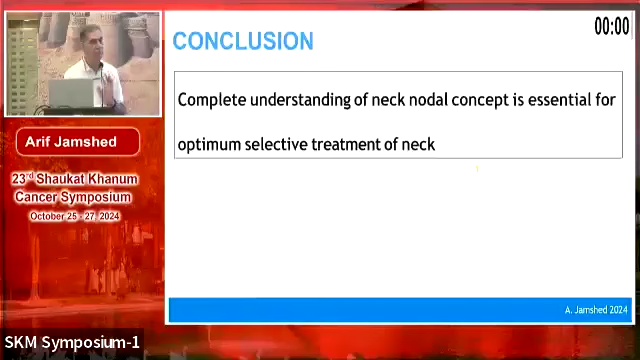 00:00
CONCLUSION
Complete understanding of neck nodal concept is essential for
optimum selective treatment of neck
Arif Jamshed
23rd Shaukat Khanum
Cancer Symposium
October 25 - 27, 2024
A. Jamshed 2024
SKM Symposium-1